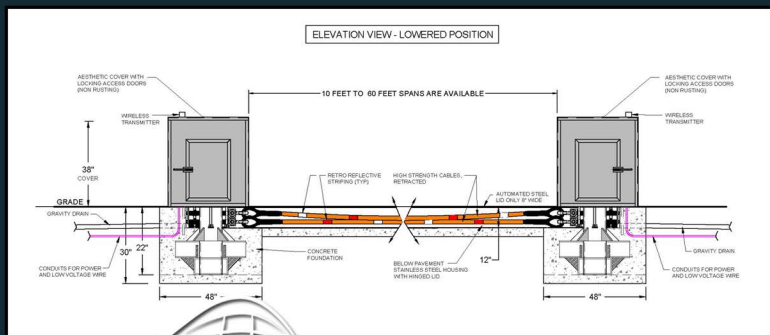 ELEVATION VIEW - LOWERED POSITION
AESTHETIC COVER WITH
LOCKING ACCESS DOORS
(NON RUSTING)
AESTHETIC COVER WITH
LOCKING ACCESS DOORS
(NON RUSTING)
10 FEET TO 60 FEET SPANS ARE AVAILABLE
WIRELESS
TRANSMITTER
WIRELESS
TRANSMITTER
38"
COVER
RETRO REFLECTIVE
STRIPING (TYP)
HIGH STRENGTH CABLES,
RETRACTED
AUTOMATED STEEL
LID ONLY 8" WIDE
GRADE
GRAVITY DRAIN
GRAVITY DRAIN
CONDUITS FOR POWER
AND LOW VOLTAGE WIRE
30"
22"
CONCRETE
FOUNDATION
BELOW PAVEMENT
STAINLESS STEEL HOUSING
WITH HINGED LID
12"
CONDUITS FOR POWER
AND LOW VOLTAGE WIRE
48"
48"